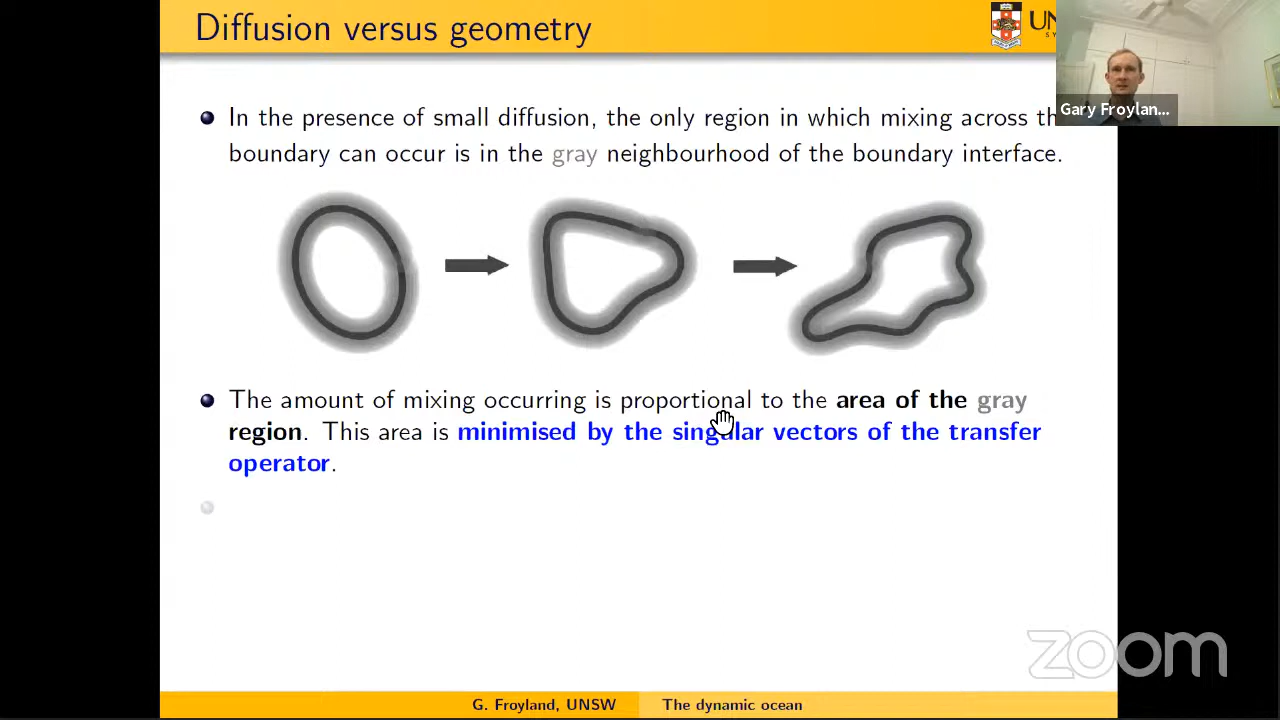 Diffusion versus geometry
UN
Gary Froylan...
In the presence of small diffusion, the only region in which mixing across th
boundary can occur is in the gray neighbourhood of the boundary interface.
The amount of mixing occurring is proportional to the area of the gray
region. This area is minimised by the singular vectors of the transfer
operator.
zoom
G. Froyland, UNSW The dynamic ocean